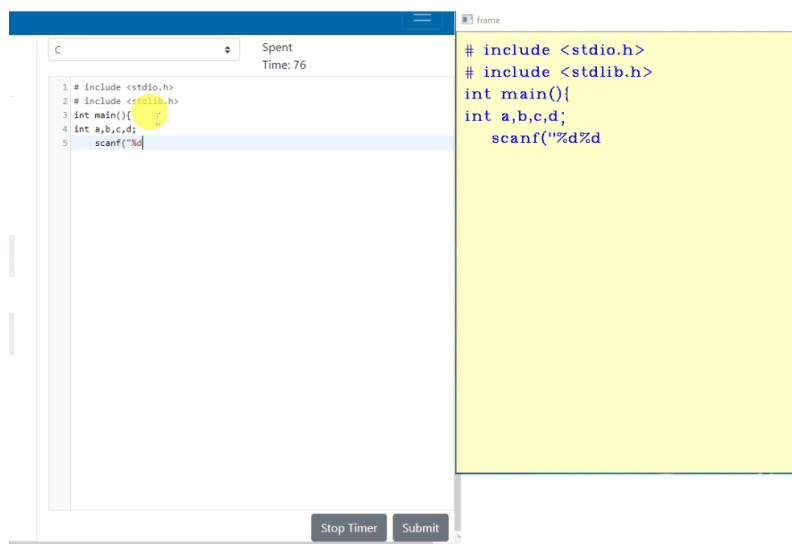 C
Spent
Time: 76
1 # include <stdio.h>
2 # include <stdlib.h>
3 int main(){
4 int a,b,c,d;
5 scanf("%d
Stop Timer
Submit
frame
# include <stdio.h>
# include <stdlib.h>
int main(){
int a,b,c,d;
scanf("%d%d